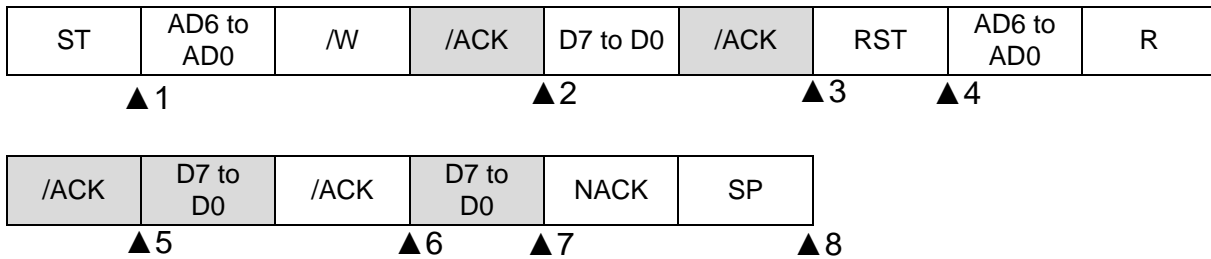 ST AD6 to AD0 /W /ACK D7 to D0 /ACK RST AD6 to AD0 R
▲1 ▲2 ▲3 ▲4
/ACK D7 to D0 /ACK D7 to D0 NACK SP
▲5 ▲6 ▲7 ▲8